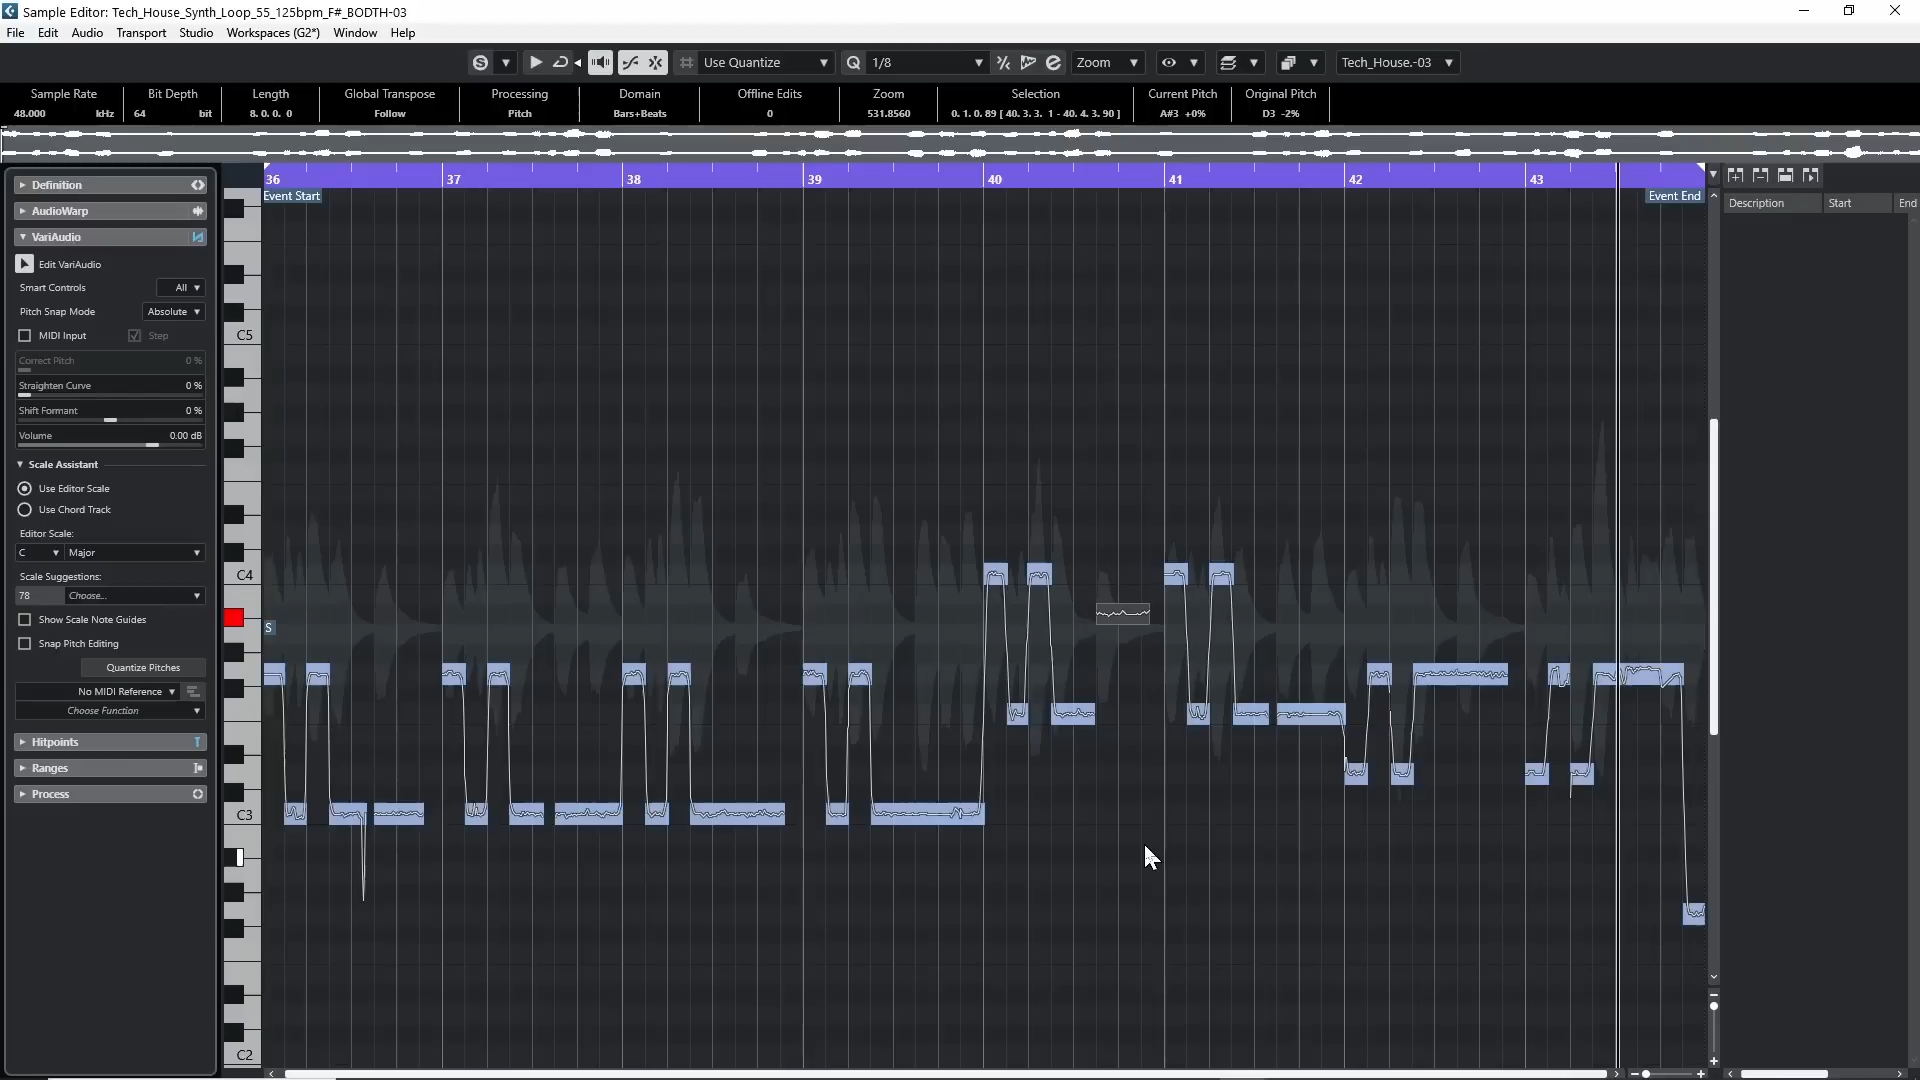 Sample Editor: Tech_House_Synth_Loop_55_125bpm_F#_BODTH-03
File Edit Audio Transport Studio Workspaces (G2*) Window Help
S Use Quantize Q 1/8 Zoom Tech_House.-03
Sample Rate Bit Depth Length Global Transpose Processing Domain Offline Edits Zoom Selection Current Pitch Original Pitch
48.000 kHz 64 bit 8. 0. 0. 0 Follow Pitch Bars+Beats 0 531.8560 0. 1. 0. 89 [ 40. 3. 3. 1 - 40. 4. 3. 90 ] A#3 +0% D3 -2%
36 37 38 39 40 41 42 43
Event Start Event End
Description Start End
Definition
AudioWarp
VariAudio
Edit VariAudio
Smart Controls All
Pitch Snap Mode Absolute
MIDI Input Step
Correct Pitch 0 %
Straighten Curve 0 %
Shift Formant 0 %
Volume 0.00 dB
Scale Assistant
Use Editor Scale
Use Chord Track
Editor Scale:
C Major
Scale Suggestions:
78 Choose...
Show Scale Note Guides
Snap Pitch Editing
Quantize Pitches
No MIDI Reference
Choose Function
Hitpoints
Ranges
Process
C5
C4
S
C3
C2